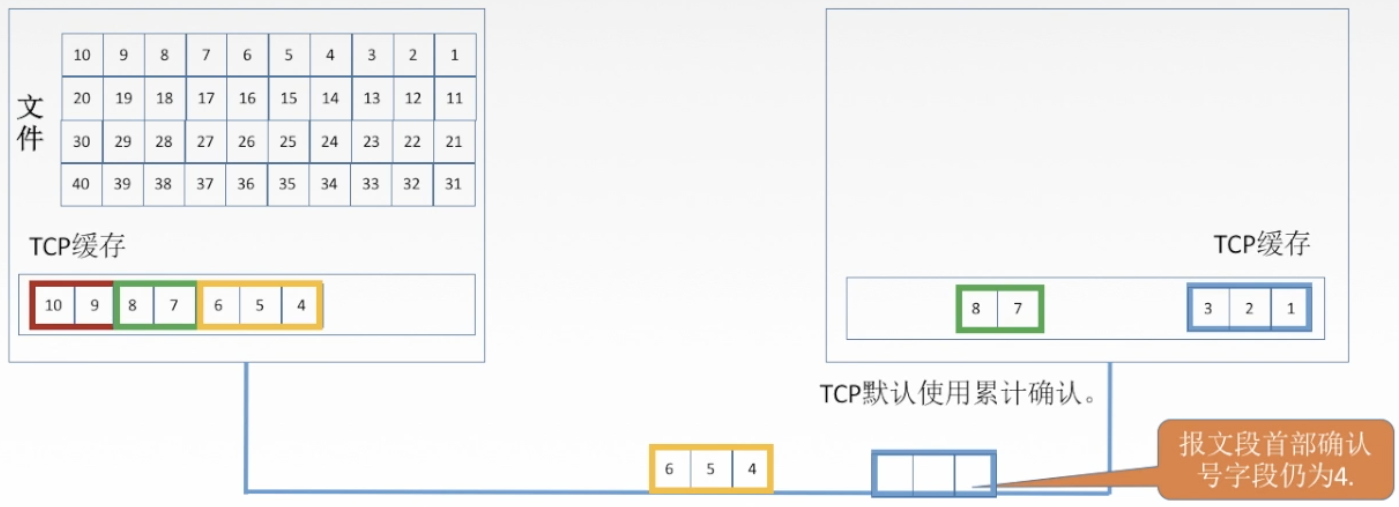 10 9 8 7 6 5 4 3 2 1
20 19 18 17 16 15 14 13 12 11
30 29 28 27 26 25 24 23 22 21
40 39 38 37 36 35 34 33 32 31
文
件
TCP缓存
10 9 8 7 6 5 4
TCP缓存
8 7 3 2 1
TCP默认使用累计确认。
6 5 4
报文段首部确认
号字段仍为4.